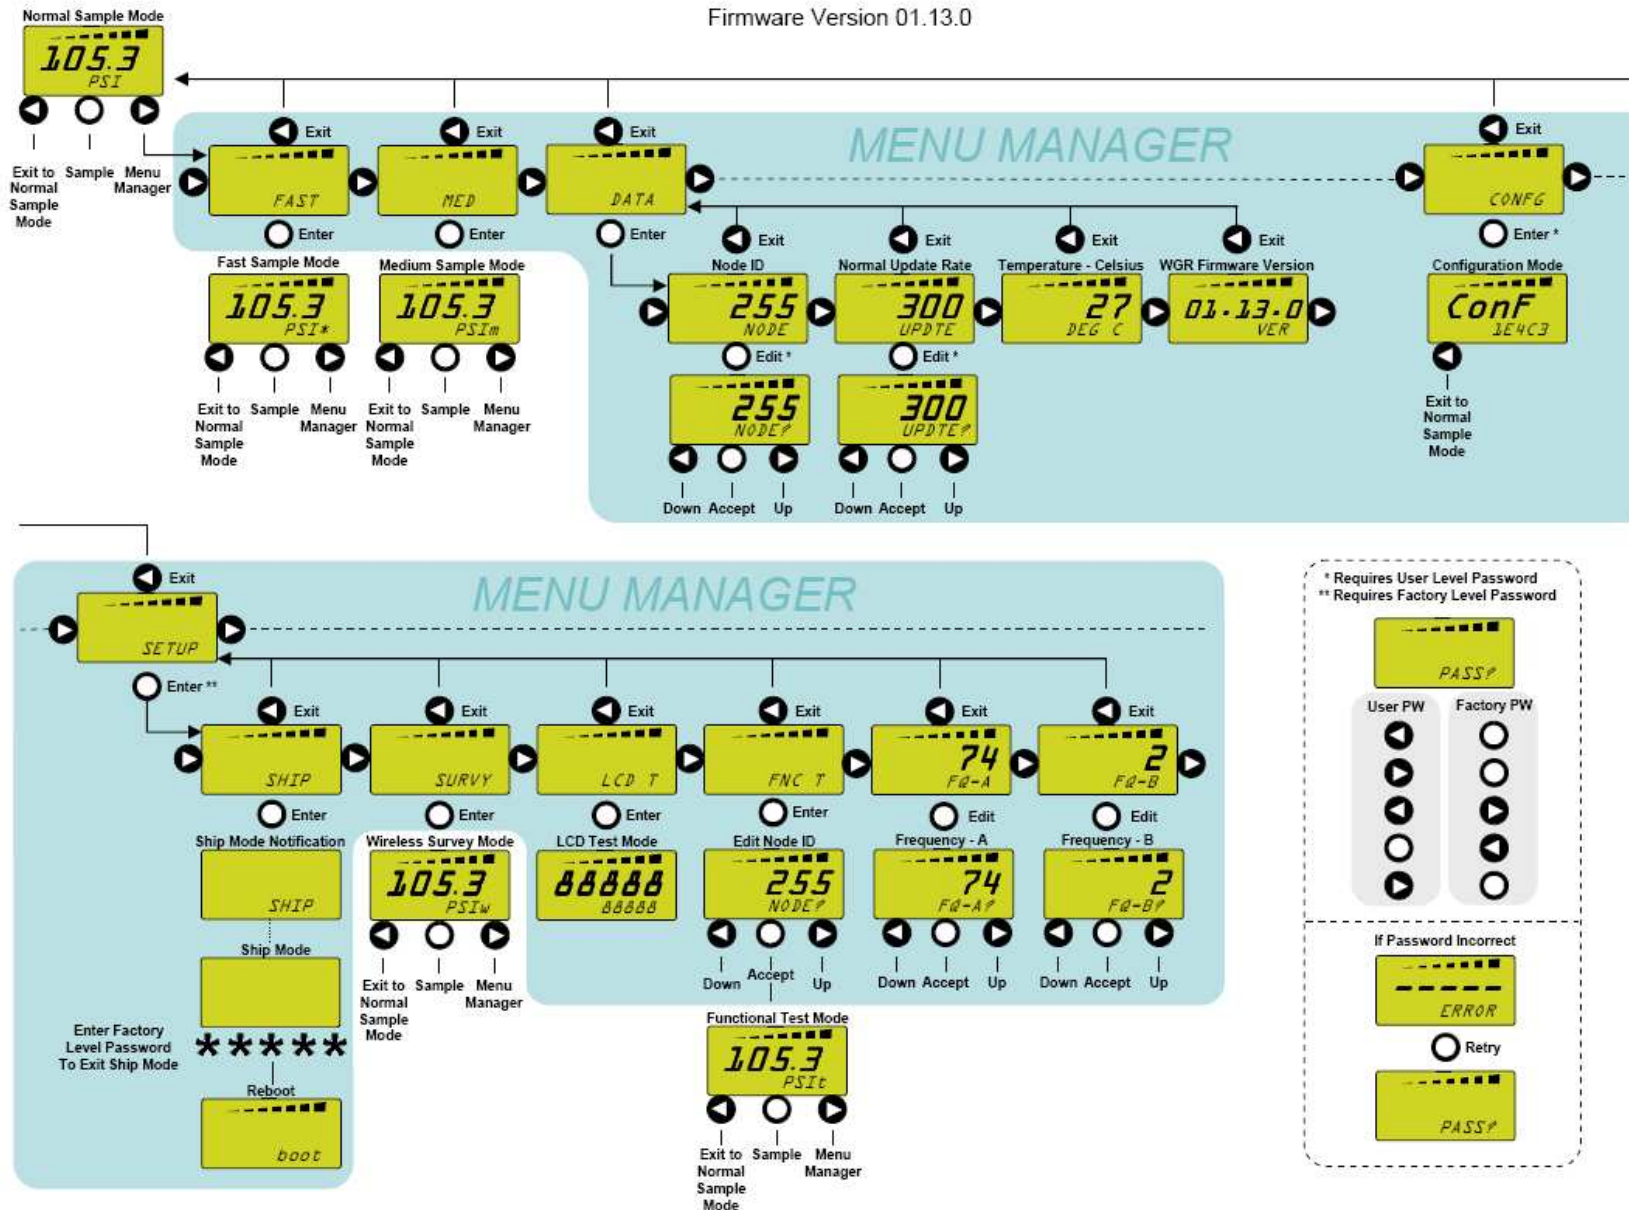 Firmware Version 01.13.0
Normal Sample Mode
105.3
PSI
Exit to
Normal
Sample
Mode
Sample
Menu
Manager
MENU MANAGER
Exit
FAST
Enter
Fast Sample Mode
105.3
PSI*
Exit to
Normal
Sample
Mode
Sample
Menu
Manager
Exit
MED
Enter
Medium Sample Mode
105.3
PSIm
Exit to
Normal
Sample
Mode
Sample
Menu
Manager
Exit
DATA
Enter
Exit
Node ID
255
NODE
Edit *
255
NODE?
Down Accept Up
Exit
Normal Update Rate
300
UPDTE
Edit *
300
UPDTE?
Down Accept Up
Exit
Temperature - Celsius
27
DEG C
Exit
WGR Firmware Version
01.13.0
VER
Exit
CONFG
Enter *
Configuration Mode
ConF
1E4C3
Exit to
Normal
Sample
Mode
MENU MANAGER
Exit
SETUP
Enter **
Exit
SHIP
Enter
Ship Mode Notification
SHIP
Ship Mode
Enter Factory
Level Password
To Exit Ship Mode
* * * * *
Reboot
boot
Exit
SURVY
Enter
Wireless Survey Mode
105.3
PSIw
Exit to
Normal
Sample
Mode
Sample
Menu
Manager
Exit
LCD T
Enter
LCD Test Mode
88888
88888
Exit
FNC T
Enter
Edit Node ID
255
NODE?
Down Accept Up
Functional Test Mode
105.3
PSIt
Exit to
Normal
Sample
Mode
Sample
Menu
Manager
Exit
74
FQ-A
Edit
Frequency - A
74
FQ-A?
Down Accept Up
Exit
2
FQ-B
Edit
Frequency - B
2
FQ-B?
Down Accept Up
* Requires User Level Password
** Requires Factory Level Password
PASS?
User PW
Factory PW
If Password Incorrect
-----
ERROR
Retry
PASS?